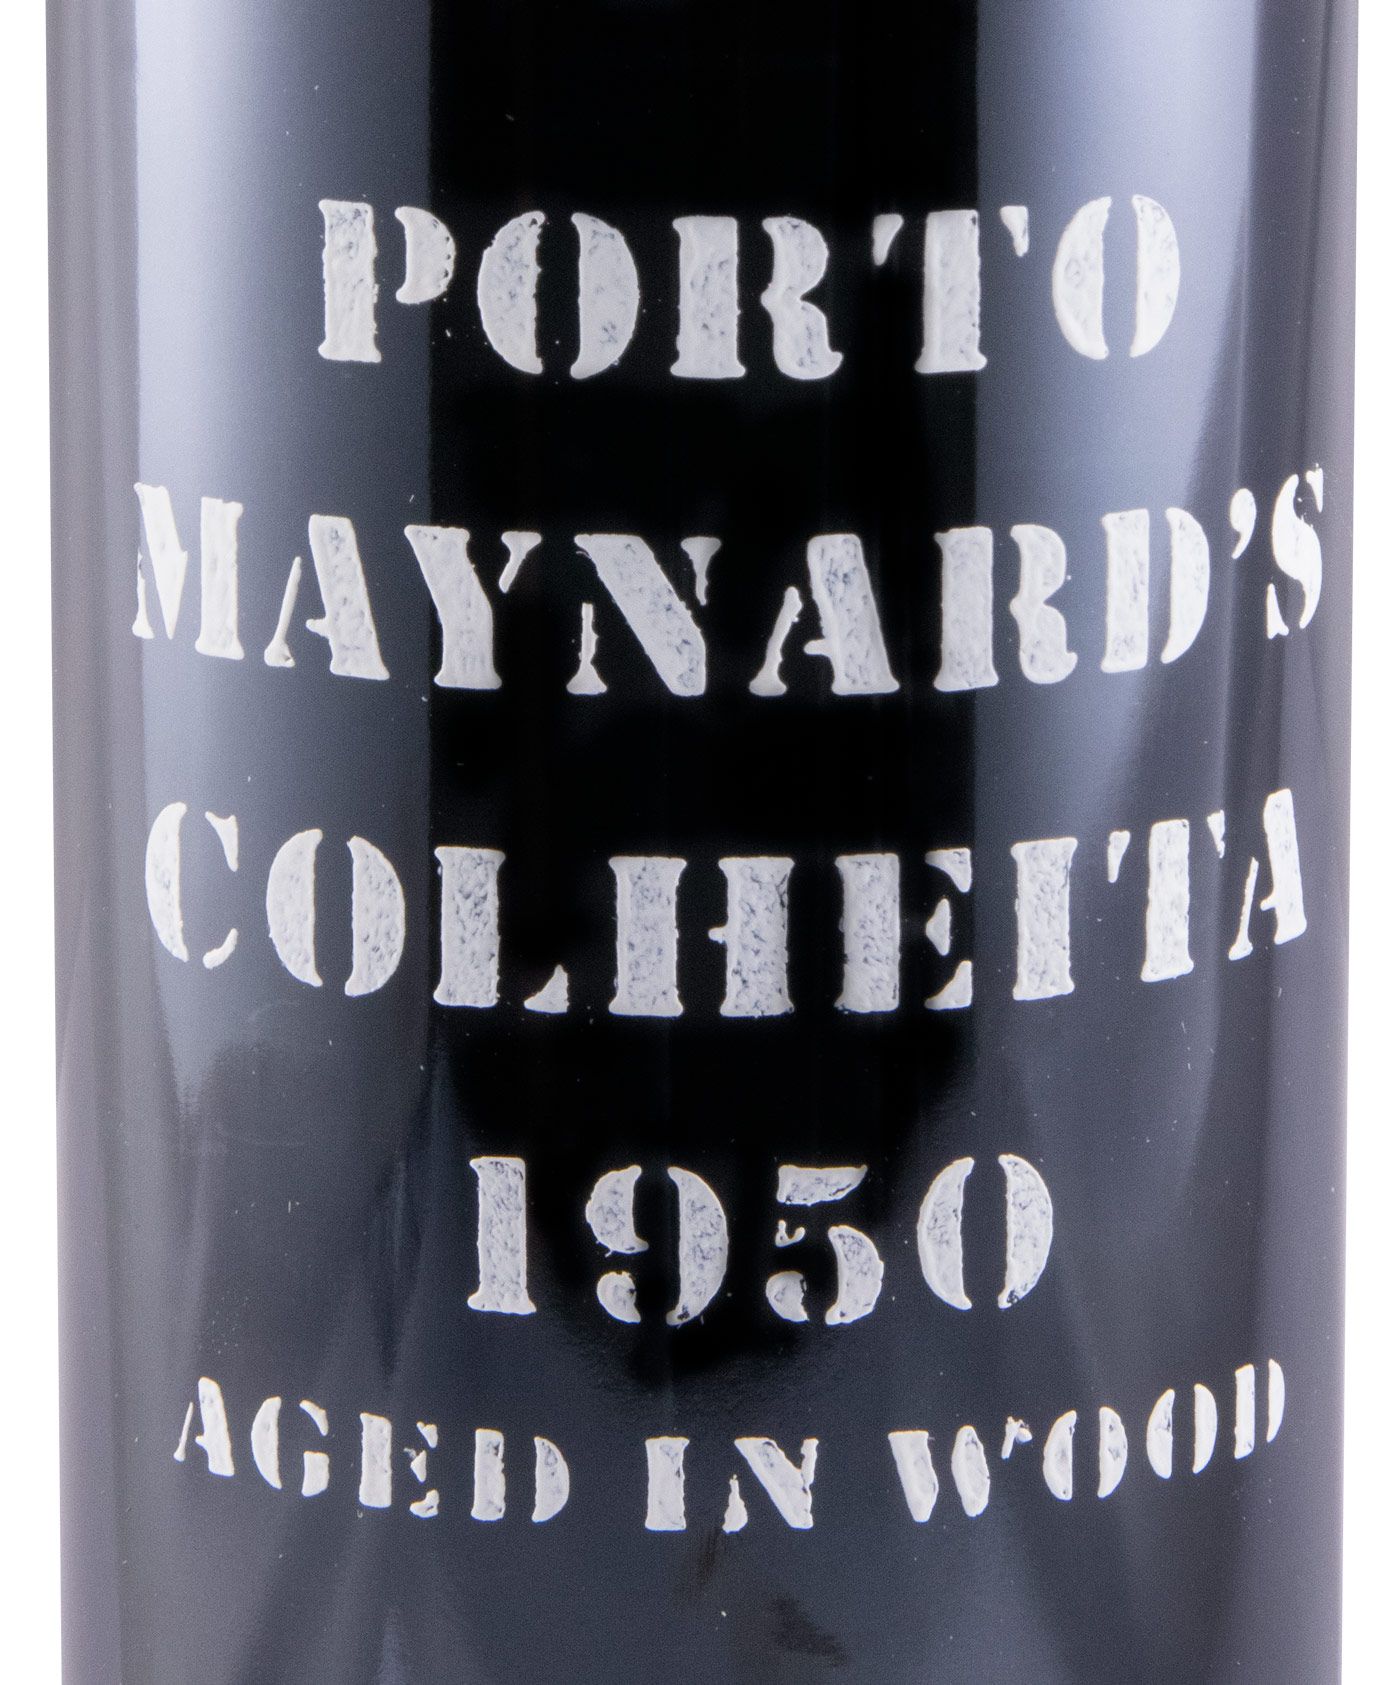 PORTO
MAYNARD'S
COLHEITA
1950
AGED IN WOOD